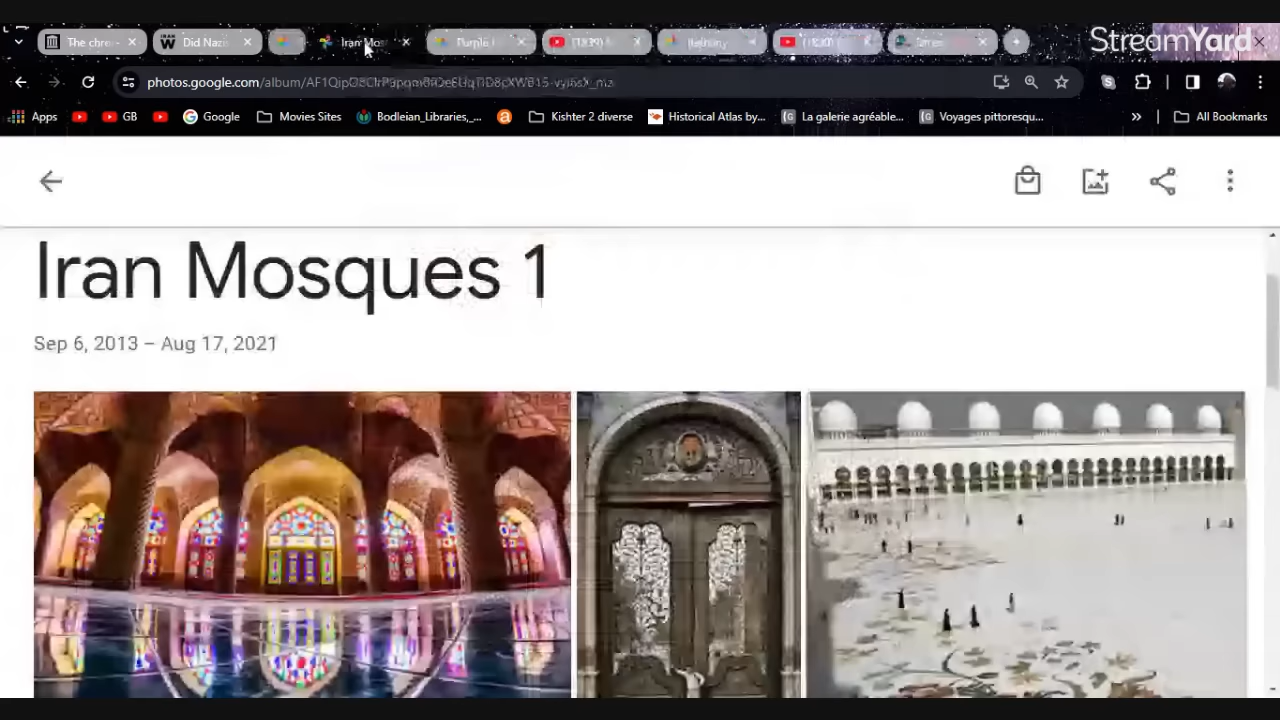 StreamYard
The chro
Did Nazi
Iran Mos
photos.google.com
Apps
GB
Google
Movies Sites
Bodleian_Libraries,_...
Kishter 2 diverse
Historical Atlas by...
La galerie agréable...
Voyages pittoresqu...
All Bookmarks
Iran Mosques 1
Sep 6, 2013 – Aug 17, 2021